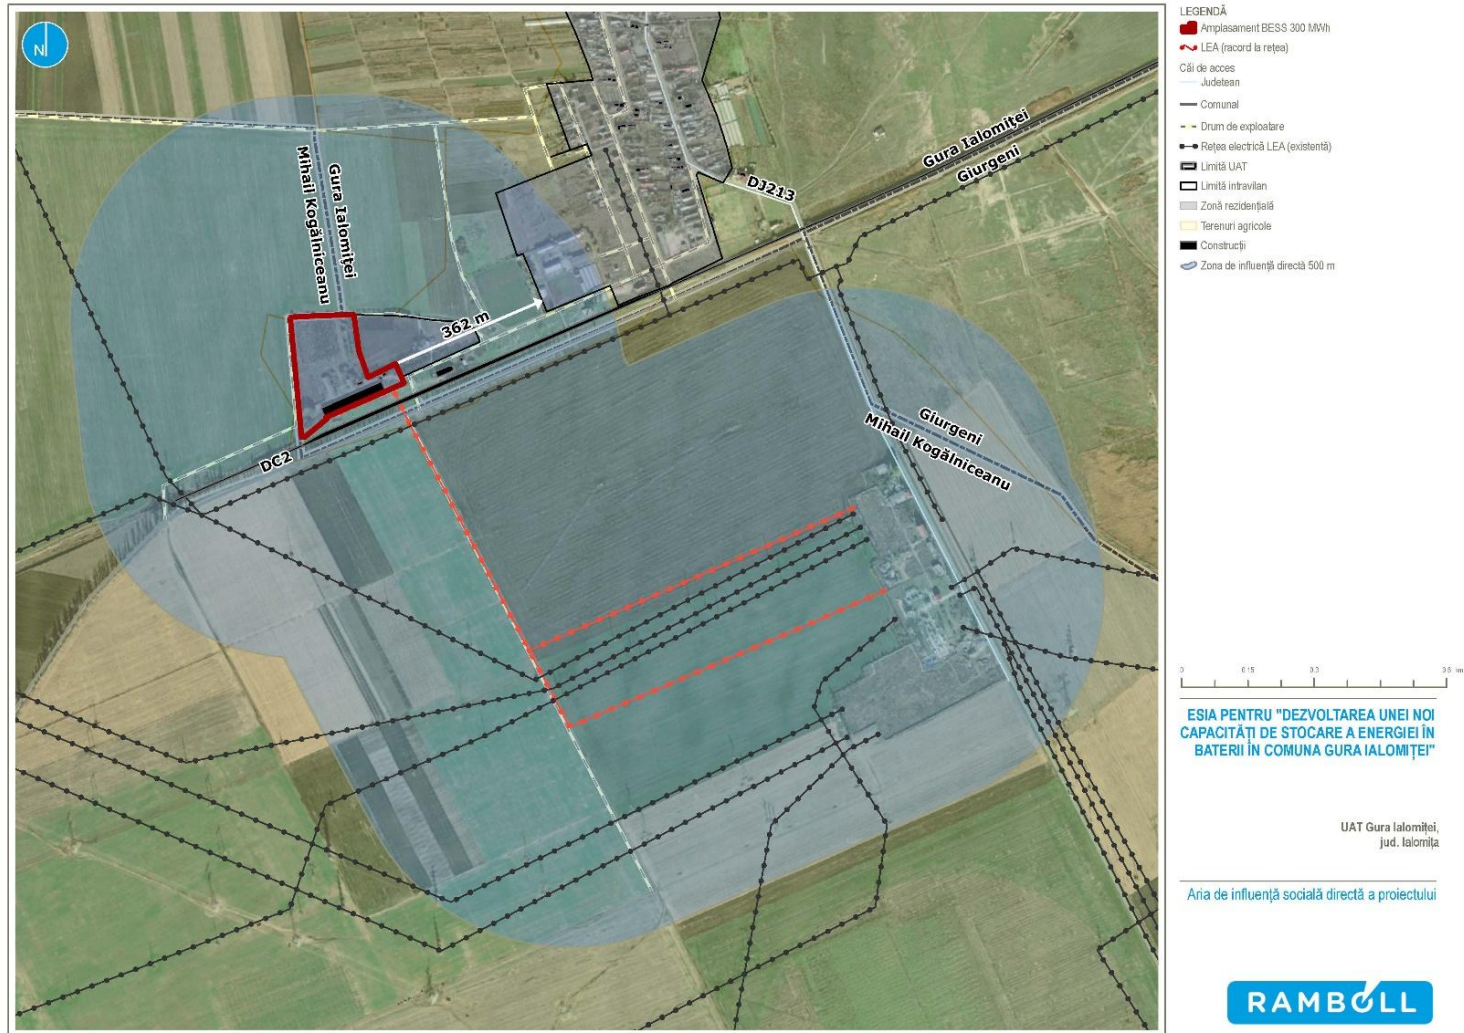 N
Gura Ialomiței
Mihail Kogălniceanu
362 m
DC2
DJ213
Gura Ialomiței
Giurgeni
Giurgeni
Mihail Kogălniceanu
LEGENDĂ
Amplasament BESS 300 MWh
LEA (racord la rețea)
Căi de acces
Județean
Comunal
Drum de exploatare
Rețea electrică LEA (existentă)
Limită UAT
Limită intravilan
Zonă rezidențială
Terenuri agricole
Construcții
Zona de influență directă 500 m
0 0.15 0.3 0.6 km
ESIA PENTRU "DEZVOLTAREA UNEI NOI
CAPACITĂȚI DE STOCARE A ENERGIEI ÎN
BATERII ÎN COMUNA GURA IALOMIȚEI"
UAT Gura Ialomiței,
jud. Ialomița
Aria de influență socială directă a proiectului
RAMBOLL